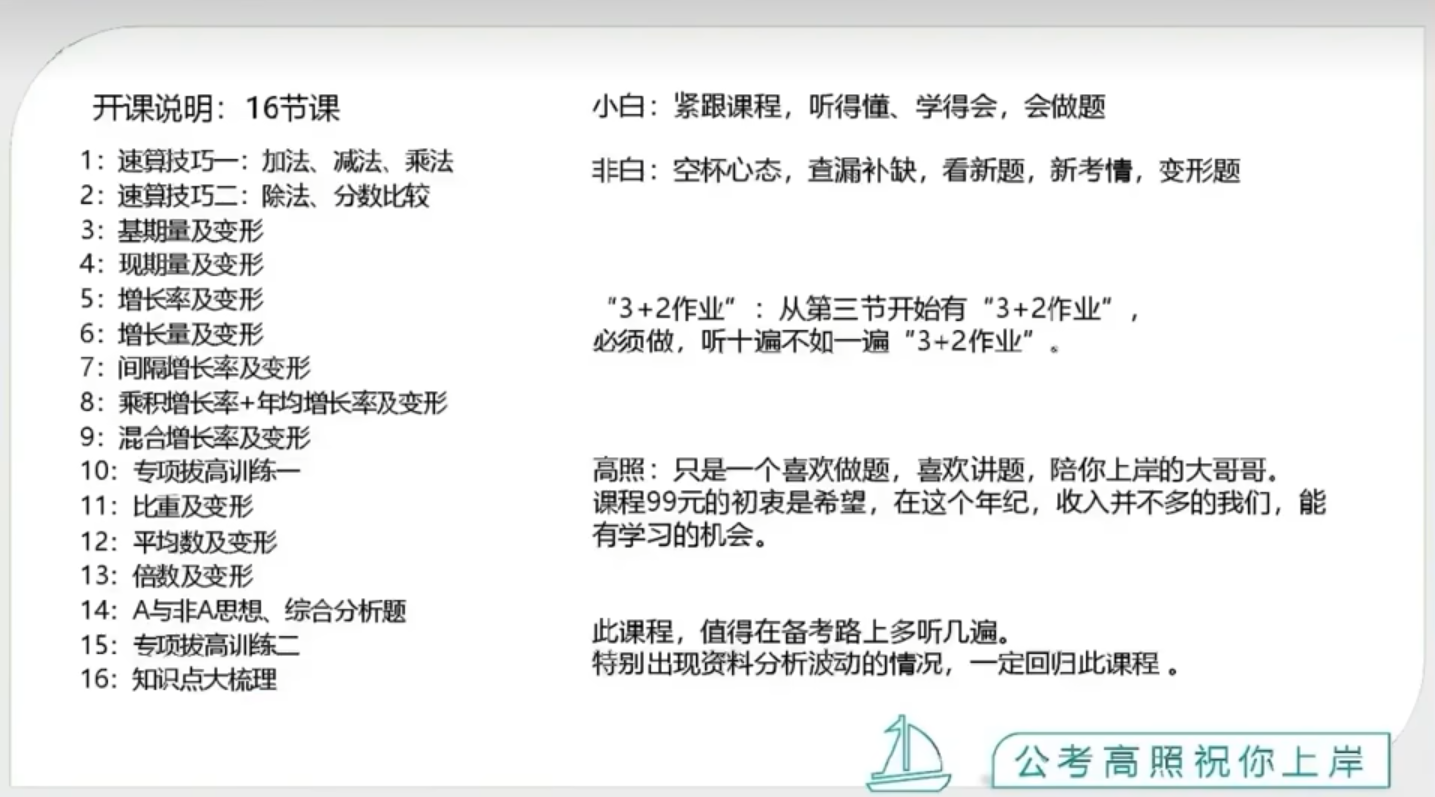 开课说明：16节课
1：速算技巧一：加法、减法、乘法
2：速算技巧二：除法、分数比较
3：基期量及变形
4：现期量及变形
5：增长率及变形
6：增长量及变形
7：间隔增长率及变形
8：乘积增长率+年均增长率及变形
9：混合增长率及变形
10：专项拔高训练一
11：比重及变形
12：平均数及变形
13：倍数及变形
14：A与非A思想、综合分析题
15：专项拔高训练二
16：知识点大梳理
小白：紧跟课程，听得懂、学得会，会做题
非白：空杯心态，查漏补缺，看新题，新考情，变形题
“3+2作业”：从第三节开始有“3+2作业”，
必须做，听十遍不如一遍“3+2作业”。
高照：只是一个喜欢做题，喜欢讲题，陪你上岸的大哥哥。
课程99元的初衷是希望，在这个年纪，收入并不多的我们，能
有学习的机会。
此课程，值得在备考路上多听几遍。
特别出现资料分析波动的情况，一定回归此课程 。
公考高照祝你上岸